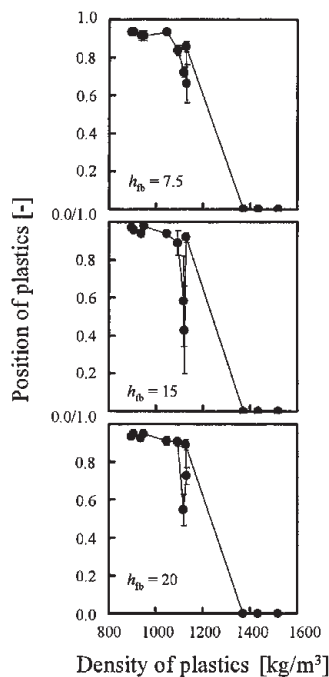 1.0
0.8
0.6
0.4
0.2
h_fb = 7.5
0.0/1.0
0.8
0.6
0.4
0.2
h_fb = 15
0.0/1.0
0.8
0.6
0.4
0.2
h_fb = 20
0.0
800 1000 1200 1400 1600
Position of plastics [-]
Density of plastics [kg/m³]